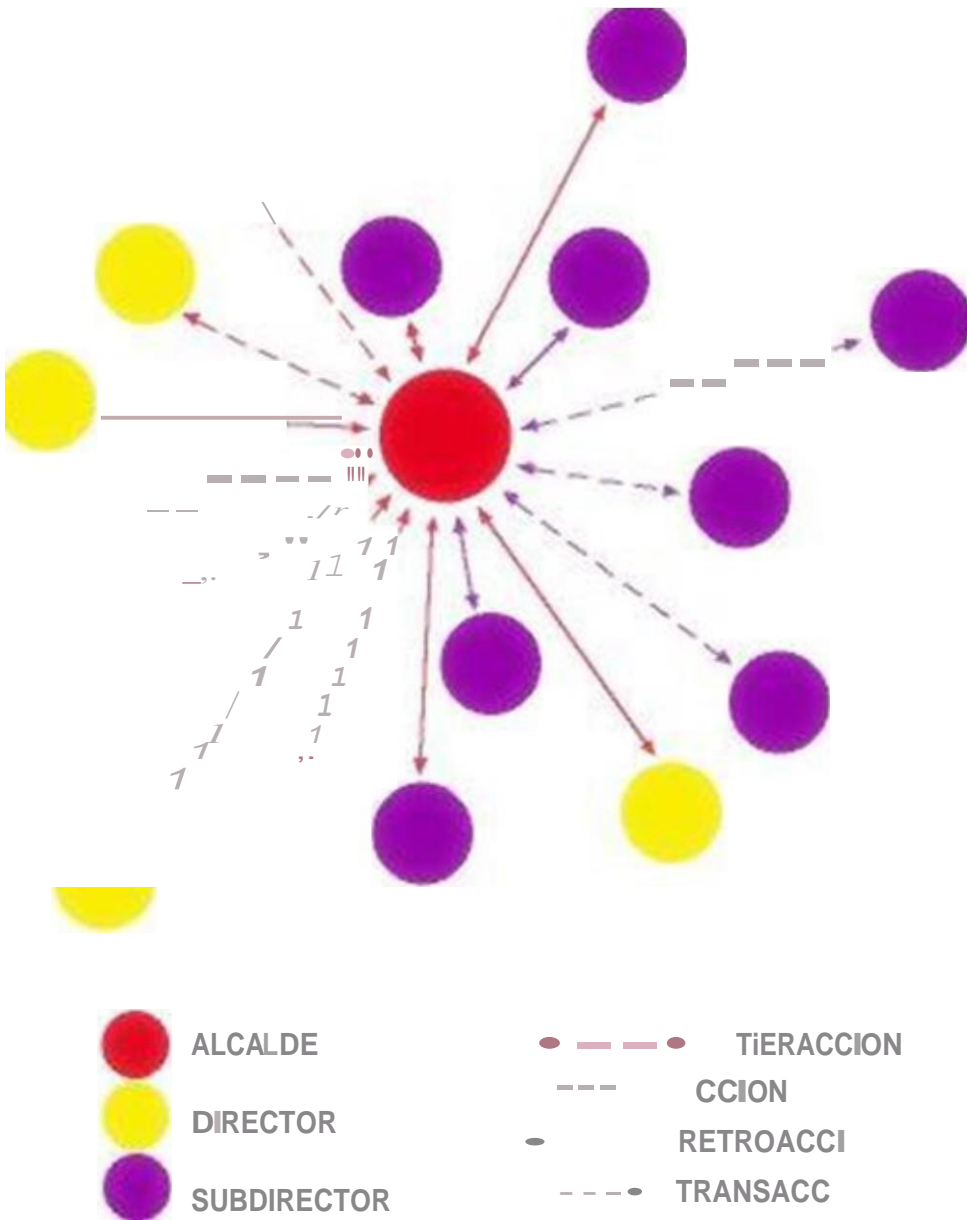 ALCALDE
DIRECTOR
SUBDIRECTOR
TiERACCION
CCION
RETROACCI
TRANSACC